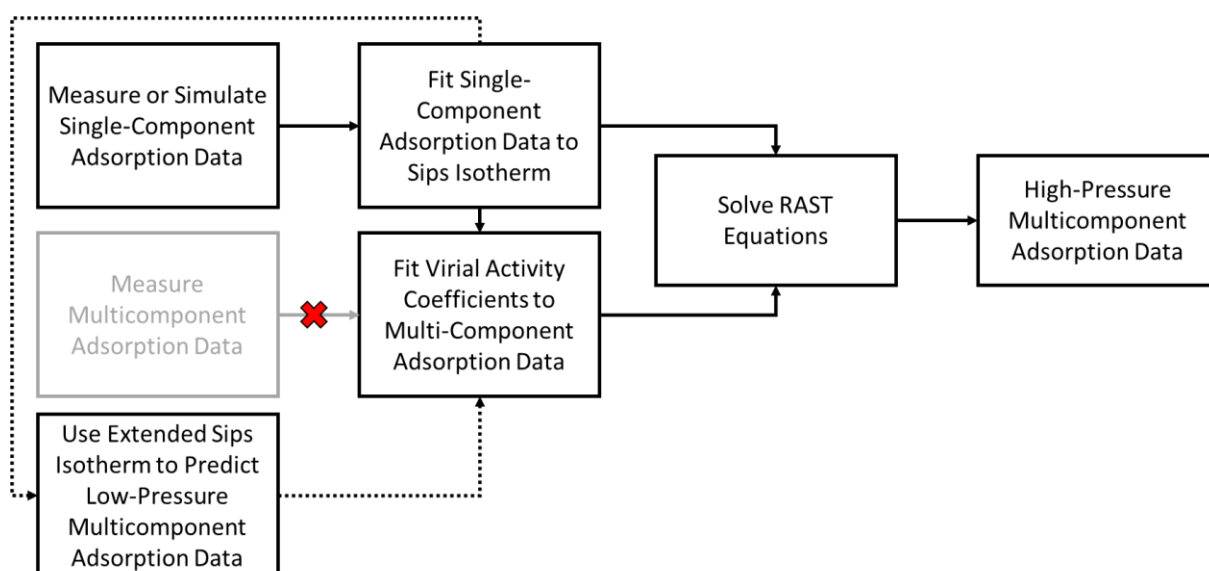 Measure or Simulate
Single-Component
Adsorption Data
Fit Single-
Component
Adsorption Data to
Sips Isotherm
Solve RAST
Equations
High-Pressure
Multicomponent
Adsorption Data
Measure
Multicomponent
Adsorption Data
Fit Virial Activity
Coefficients to
Multi-Component
Adsorption Data
Use Extended Sips
Isotherm to Predict
Low-Pressure
Multicomponent
Adsorption Data